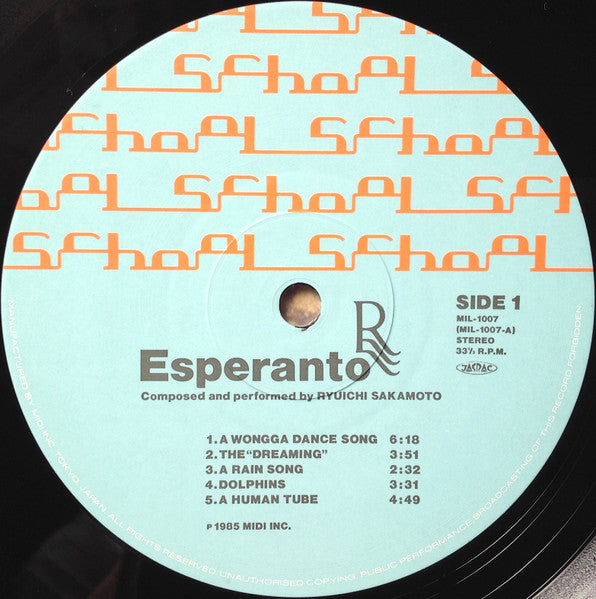 School
School School
School School
School School
School School
SIDE 1
MIL-1007
(MIL-1007-A)
STEREO
33⅓ R.P.M.
JASRAC
R
Esperanto
Composed and performed by RYUICHI SAKAMOTO
1.A WONGGA DANCE SONG 6:18
2.THE "DREAMING" 3:51
3.A RAIN SONG 2:32
4.DOLPHINS 3:31
5.A HUMAN TUBE 4:49
P 1985 MIDI INC.
MANUFACTURED BY MIDI INC. TOKYO JAPAN. ALL RIGHTS RESERVED. UNAUTHORISED COPYING, PUBLIC PERFORMANCE BROADCASTING OF THIS RECORD FORBIDDEN.